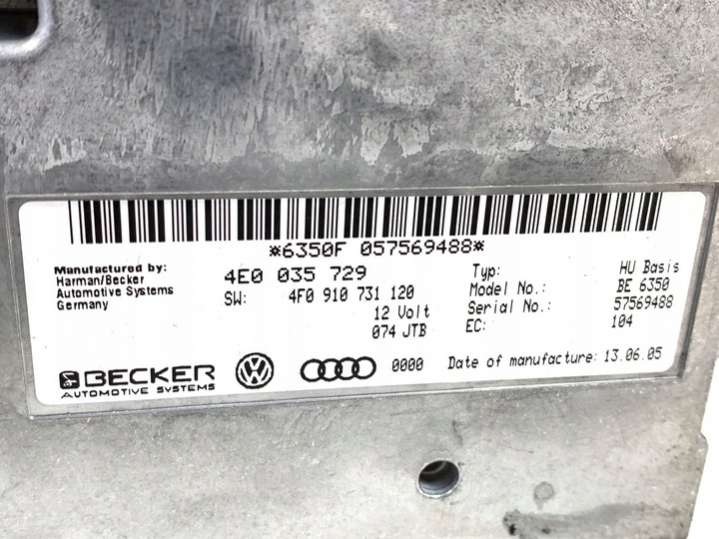 *6350F 057569488*
Manufactured by:
Harman/Becker
Automotive Systems
Germany
4E0 035 729
SW: 4F0 910 731 120
12 Volt
074 JTB
Typ: HU Basis
Model No.: BE 6350
Serial No.: 57569488
EC: 104
BECKER
AUTOMOTIVE SYSTEMS
VW
0000
Date of manufacture: 13.06.05